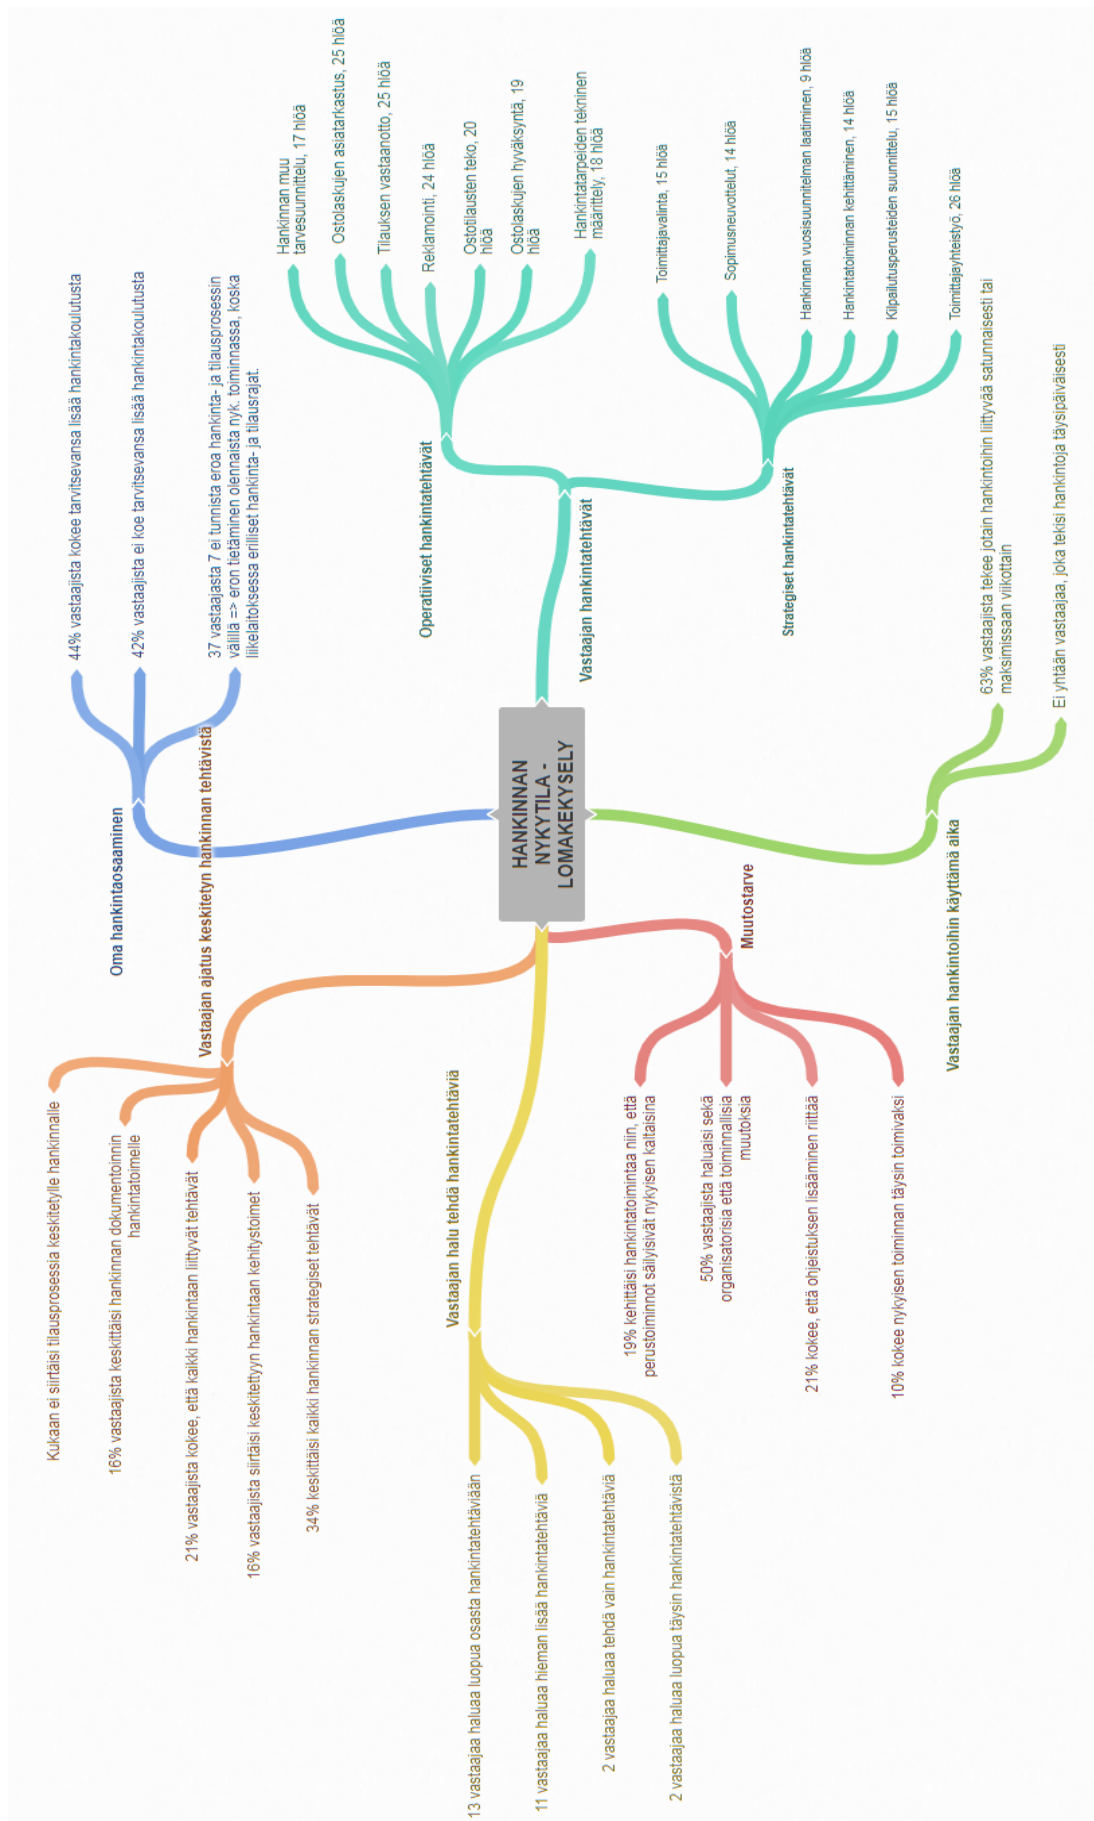 HANKINNAN
NYKYTILA -
LOMAKEKYSELY
Oma hankintaosaaminen
44% vastaajista kokee tarvitsevansa lisää hankintakoulutusta
42% vastaajista ei koe tarvitsevansa lisää hankintakoulutusta
37 vastaajasta 7 ei tunnista eroa hankinta- ja tilausprosessin
välillä => eron tietäminen olennaista nyk. toiminnassa, koska
liikelaitoksessa erilliset hankinta- ja tilausrajat.
Vastaajan hankintatehtävät
Operatiiviset hankintatehtävät
Hankinnan muu
tarvesuunnittelu, 17 hlöä
Ostolaskujen asiatarkastus, 25 hlöä
Tilauksen vastaanotto, 25 hlöä
Reklamointi, 24 hlöä
Ostotilausten teko, 20
hlöä
Ostolaskujen hyväksyntä, 19
hlöä
Hankintatarpeiden tekninen
määrittely, 18 hlöä
Strategiset hankintatehtävät
Toimittajavalinta, 15 hlöä
Sopimusneuvottelut, 14 hlöä
Hankinnan vuosisuunnitelman laatiminen, 9 hlöä
Hankintatoiminnan kehittäminen, 14 hlöä
Kilpailutusperusteiden suunnittelu, 15 hlöä
Toimittajayhteistyö, 26 hlöä
Vastaajan hankintoihin käyttämä aika
63% vastaajista tekee jotain hankintoihin liittyvää satunnaisesti tai
maksimissaan viikottain
Ei yhtään vastaajaa, joka tekisi hankintoja täysipäiväisesti
Vastaajan ajatus keskitetyn hankinnan tehtävistä
Kukaan ei siirtäisi tilausprosessia keskitetylle hankinnalle
16% vastaajista keskittäisi hankinnan dokumentoinnin
hankintatoimelle
21% vastaajista kokee, että kaikki hankintaan liittyvät tehtävät
16% vastaajista siirtäisi keskitettyyn hankintaan kehitystoimet
34% keskittäisi kaikki hankinnan strategiset tehtävät
Vastaajan halu tehdä hankintatehtäviä
13 vastaajaa haluaa luopua osasta hankintatehtäviään
11 vastaajaa haluaa hieman lisää hankintatehtäviä
2 vastaajaa haluaa tehdä vain hankintatehtäviä
2 vastaajaa haluaa luopua täysin hankintatehtävistä
Muutostarve
19% kehittäisi hankintatoimintaa niin, että
perustoiminnot säilyisivät nykyisen kaltaisina
50% vastaajista haluaisi sekä
organisatorisia että toiminnallisia
muutoksia
21% kokee, että ohjeistuksen lisääminen riittää
10% kokee nykyisen toiminnan täysin toimivaksi